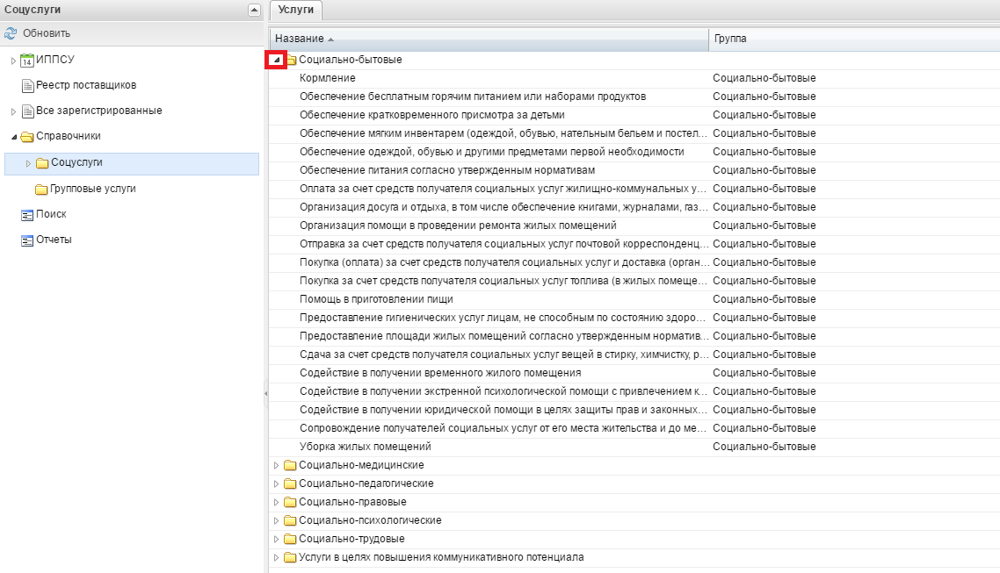 Соцуслуги
Обновить
14 ИППСУ
Реестр поставщиков
Все зарегистрированные
Справочники
Соцуслуги
Групповые услуги
Поиск
Отчеты
Услуги
Название Группа
Социально-бытовые
Кормление Социально-бытовые
Обеспечение бесплатным горячим питанием или наборами продуктов Социально-бытовые
Обеспечение кратковременного присмотра за детьми Социально-бытовые
Обеспечение мягким инвентарем (одеждой, обувью, нательным бельем и постел... Социально-бытовые
Обеспечение одеждой, обувью и другими предметами первой необходимости Социально-бытовые
Обеспечение питания согласно утвержденным нормативам Социально-бытовые
Оплата за счет средств получателя социальных услуг жилищно-коммунальных у... Социально-бытовые
Организация досуга и отдыха, в том числе обеспечение книгами, журналами, газ... Социально-бытовые
Организация помощи в проведении ремонта жилых помещений Социально-бытовые
Отправка за счет средств получателя социальных услуг почтовой корреспонденц... Социально-бытовые
Покупка (оплата) за счет средств получателя социальных услуг и доставка (орган... Социально-бытовые
Покупка за счет средств получателя социальных услуг топлива (в жилых помеще... Социально-бытовые
Помощь в приготовлении пищи Социально-бытовые
Предоставление гигиенических услуг лицам, не способным по состоянию здоро... Социально-бытовые
Предоставление площади жилых помещений согласно утвержденным норматив... Социально-бытовые
Сдача за счет средств получателя социальных услуг вещей в стирку, химчистку, р... Социально-бытовые
Содействие в получении временного жилого помещения Социально-бытовые
Содействие в получении экстренной психологической помощи с привлечением к... Социально-бытовые
Содействие в получении юридической помощи в целях защиты прав и законных... Социально-бытовые
Сопровождение получателей социальных услуг от его места жительства и до ме... Социально-бытовые
Уборка жилых помещений Социально-бытовые
Социально-медицинские
Социально-педагогические
Социально-правовые
Социально-психологические
Социально-трудовые
Услуги в целях повышения коммуникативного потенциала